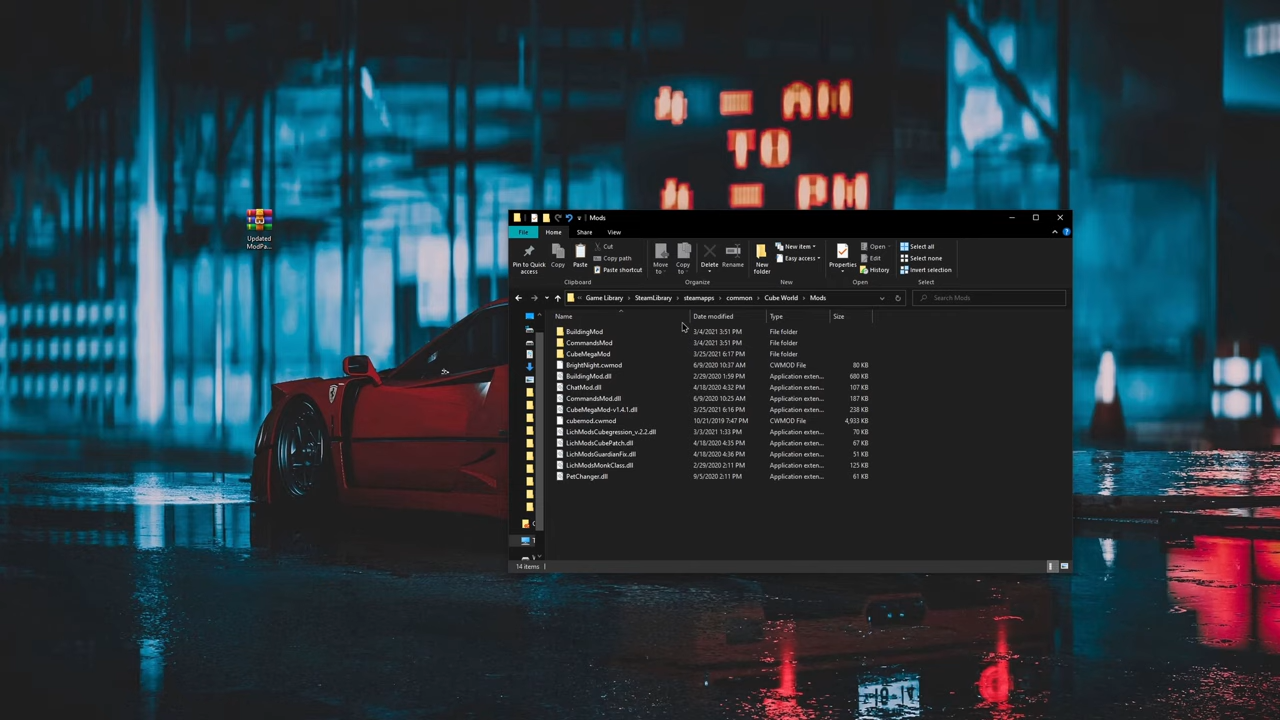 Updated
ModPa...
Mods
File
Home
Share
View
Pin to Quick access
Copy
Paste
Cut
Copy path
Paste shortcut
Move to
Copy to
Delete
Rename
New folder
New item
Easy access
Properties
Open
Edit
History
Select all
Select none
Invert selection
Clipboard
Organize
New
Open
Select
Game Library > SteamLibrary > steamapps > common > Cube World > Mods
Search Mods
Name Date modified Type Size
BuildingMod 3/4/2021 3:51 PM File folder
CommandsMod 3/4/2021 3:51 PM File folder
CubeMegaMod 3/25/2021 6:17 PM File folder
BrightNight.cwmod 6/9/2020 10:37 AM CWMOD File 80 KB
BuildingMod.dll 2/29/2020 1:59 PM Application exten... 680 KB
ChatMod.dll 4/18/2020 4:32 PM Application exten... 107 KB
CommandsMod.dll 6/9/2020 10:25 AM Application exten... 187 KB
CubeMegaMod-v1.4.1.dll 3/25/2021 6:16 PM Application exten... 238 KB
cubemod.cwmod 10/21/2019 7:47 PM CWMOD File 4,933 KB
LichModsCubegression_v.2.2.dll 3/3/2021 1:33 PM Application exten... 70 KB
LichModsCubePatch.dll 4/18/2020 4:35 PM Application exten... 67 KB
LichModsGuardianFix.dll 4/18/2020 4:36 PM Application exten... 51 KB
LichModsMonkClass.dll 2/29/2020 2:11 PM Application exten... 125 KB
PetChanger.dll 9/5/2020 2:11 PM Application exten... 61 KB
14 items